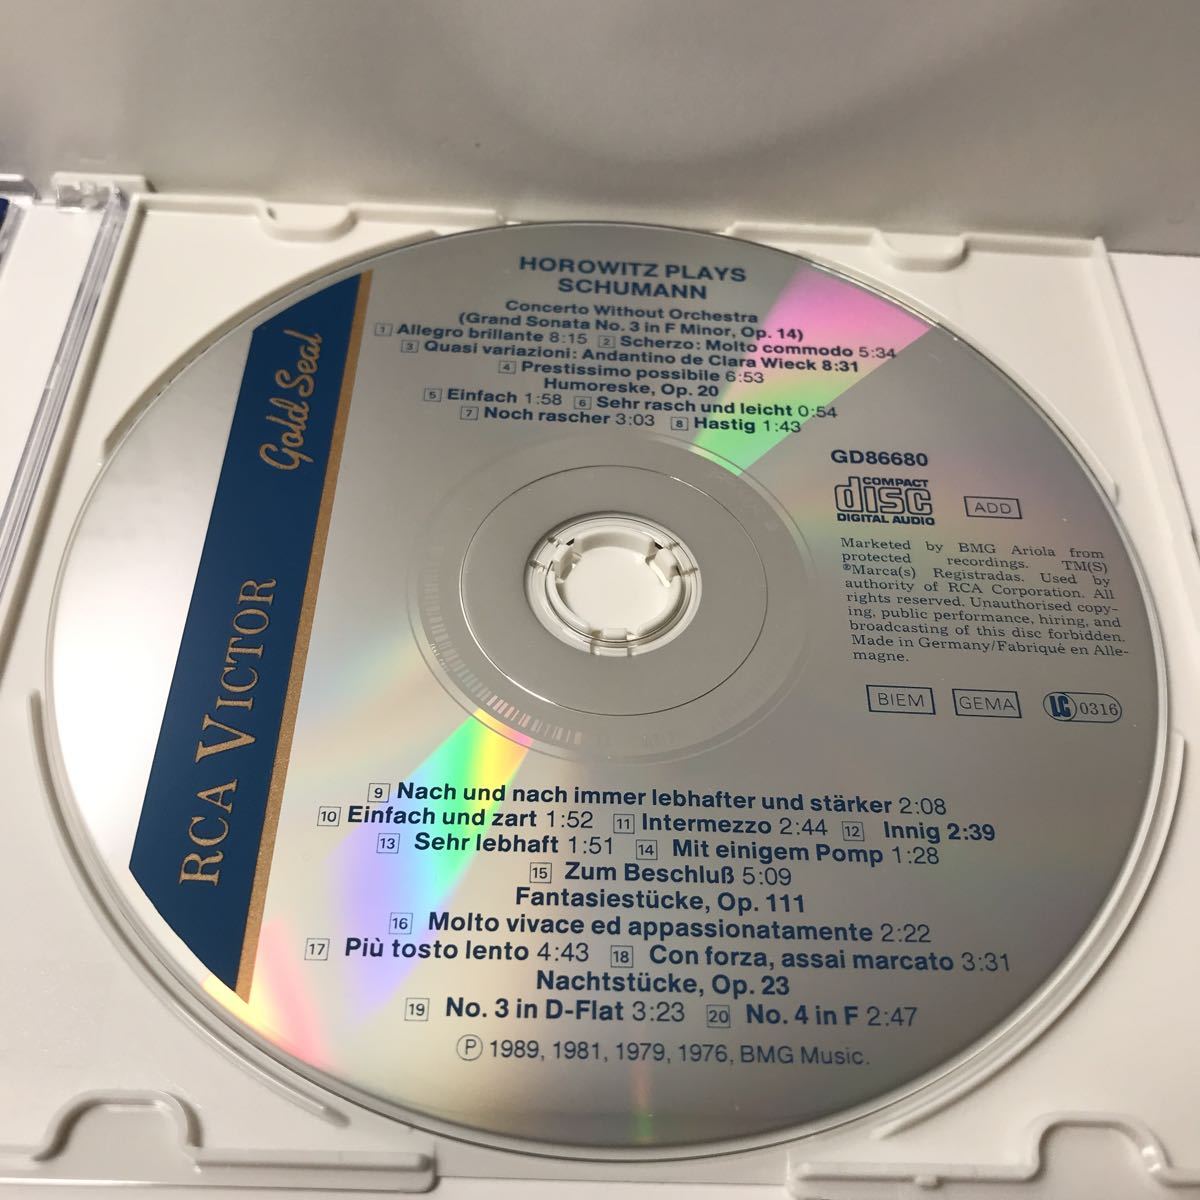 HOROWITZ PLAYS
SCHUMANN
Concerto Without Orchestra
(Grand Sonata No. 3 in F Minor, Op. 14)
1 Allegro brillante 8:15 2 Scherzo: Molto commodo 5:34
3 Quasi variazioni: Andantino de Clara Wieck 8:31
4 Prestissimo possibile 6:53
Humoreske, Op. 20
5 Einfach 1:58 6 Sehr rasch und leicht 0:54
7 Noch rascher 3:03 8 Hastig 1:43
Gold Seal
RCA VICTOR
GD86680
COMPACT
disc
DIGITAL AUDIO
ADD
Marketed by BMG Ariola from
protected recordings. TM(S)
®Marca(s) Registradas. Used by
authority of RCA Corporation. All
rights reserved. Unauthorised copy-
ing, public performance, hiring, and
broadcasting of this disc forbidden.
Made in Germany/Fabriqué en Alle-
magne.
BIEM GEMA LC 0316
9 Nach und nach immer lebhafter und stärker 2:08
10 Einfach und zart 1:52 11 Intermezzo 2:44 12 Innig 2:39
13 Sehr lebhaft 1:51 14 Mit einigem Pomp 1:28
15 Zum Beschluß 5:09
Fantasiestücke, Op. 111
16 Molto vivace ed appassionatamente 2:22
17 Più tosto lento 4:43 18 Con forza, assai marcato 3:31
Nachtstücke, Op. 23
19 No. 3 in D-Flat 3:23 20 No. 4 in F 2:47
Ⓟ 1989, 1981, 1979, 1976, BMG Music.